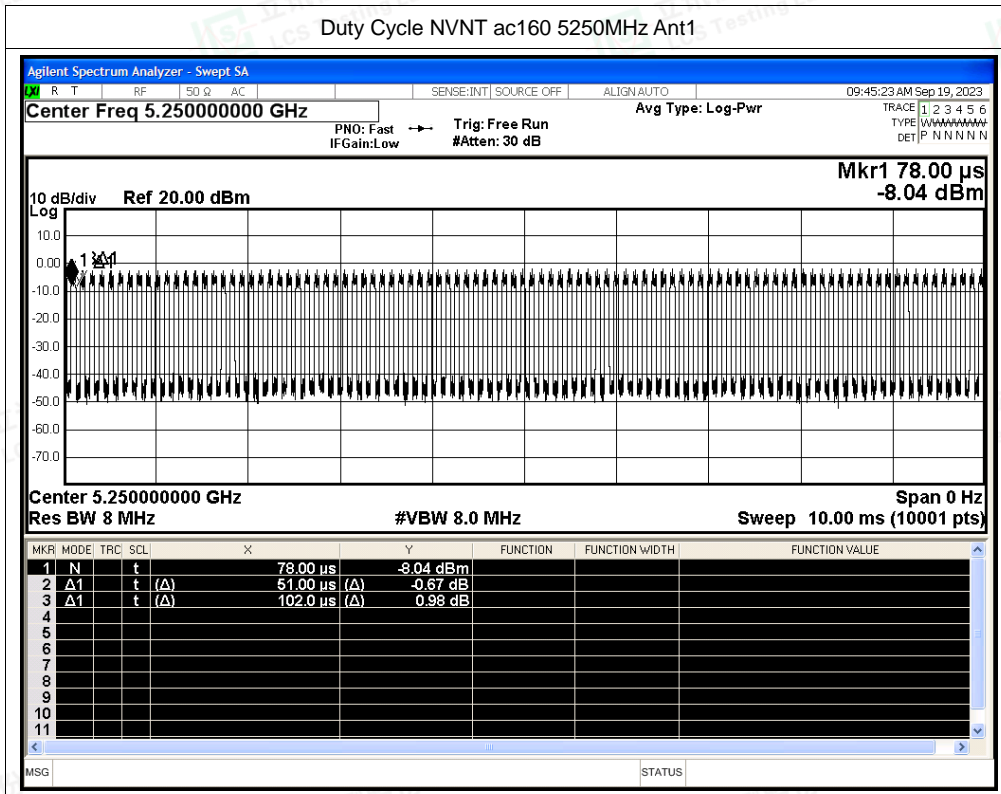 Duty Cycle NVNT ac160 5250MHz Ant1
Agilent Spectrum Analyzer - Swept SA
LXI R T RF 50 Ω AC SENSE:INT SOURCE OFF ALIGN AUTO 09:45:23 AM Sep 19, 2023
Center Freq 5.250000000 GHz
PNO: Fast
IFGain:Low
Trig: Free Run
#Atten: 30 dB
Avg Type: Log-Pwr
TRACE 1 2 3 4 5 6
TYPE WWWWWW
DET P N N N N N
Mkr1 78.00 µs
-8.04 dBm
10 dB/div Ref 20.00 dBm
Log
10.0
0.00
-10.0
-20.0
-30.0
-40.0
-50.0
-60.0
-70.0
Center 5.250000000 GHz Span 0 Hz
Res BW 8 MHz #VBW 8.0 MHz Sweep 10.00 ms (10001 pts)
MKR MODE TRC SCL X Y FUNCTION FUNCTION WIDTH FUNCTION VALUE
1 N t 78.00 µs -8.04 dBm
2 Δ1 t (Δ) 51.00 µs (Δ) -0.67 dB
3 Δ1 t (Δ) 102.0 µs (Δ) 0.98 dB
4
5
6
7
8
9
10
11
MSG STATUS